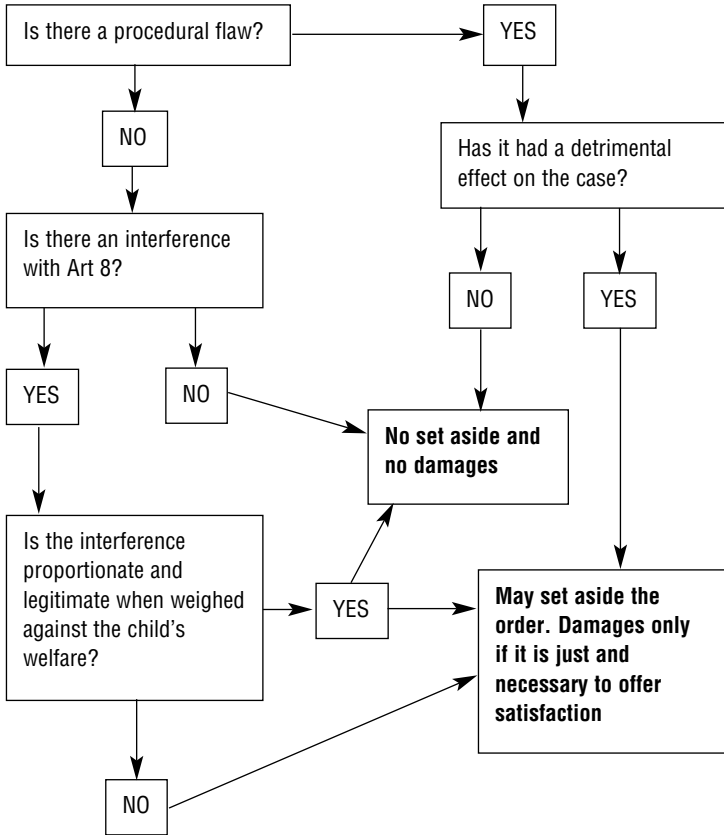 Is there a procedural flaw?
YES
NO
Has it had a detrimental
effect on the case?
Is there an interference
with Art 8?
NO
YES
YES
NO
No set aside and
no damages
Is the interference
proportionate and
legitimate when weighed
against the child’s
welfare?
YES
May set aside the
order. Damages only
if it is just and
necessary to offer
satisfaction
NO